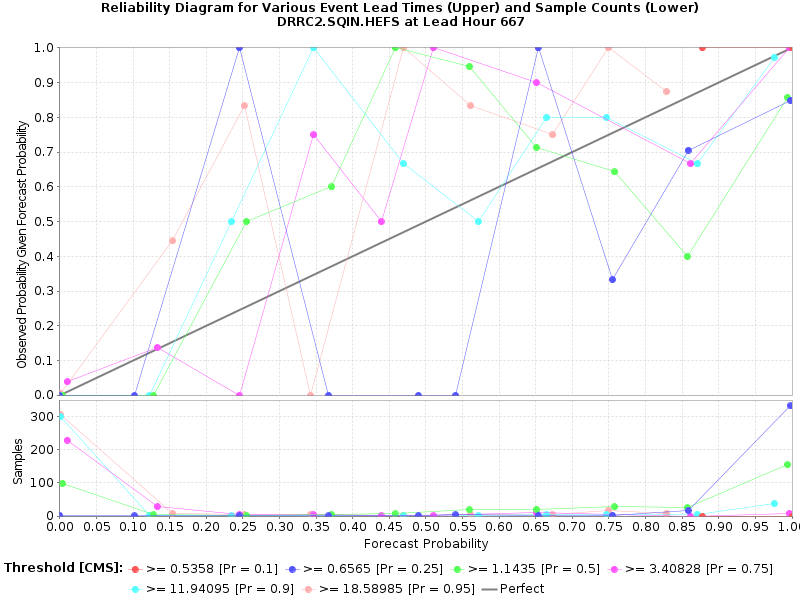 Reliability Diagram for Various Event Lead Times (Upper) and Sample Counts (Lower)
DRRC2.SQIN.HEFS at Lead Hour 667
Observed Probability Given Forecast Probability
1.0
0.9
0.8
0.7
0.6
0.5
0.4
0.3
0.2
0.1
0.0
Samples
300
200
100
0
0.00 0.05 0.10 0.15 0.20 0.25 0.30 0.35 0.40 0.45 0.50 0.55 0.60 0.65 0.70 0.75 0.80 0.85 0.90 0.95 1.0
Forecast Probability
Threshold [CMS]: >= 0.5358 [Pr = 0.1] >= 0.6565 [Pr = 0.25] >= 1.1435 [Pr = 0.5] >= 3.40828 [Pr = 0.75]
>= 11.94095 [Pr = 0.9] >= 18.58985 [Pr = 0.95] Perfect